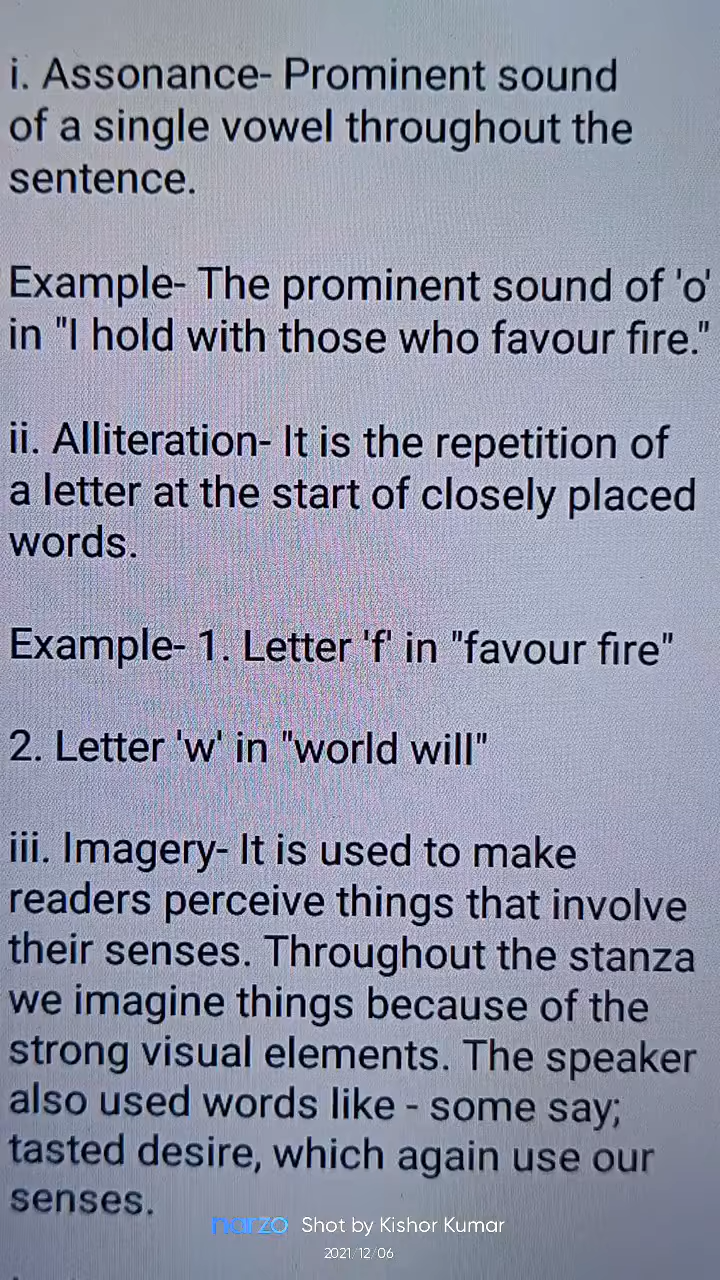 i. Assonance- Prominent sound
of a single vowel throughout the
sentence.
Example- The prominent sound of 'o'
in "I hold with those who favour fire."
ii. Alliteration- It is the repetition of
a letter at the start of closely placed
words.
Example- 1. Letter 'f' in "favour fire"
2. Letter 'w' in "world will"
iii. Imagery- It is used to make
readers perceive things that involve
their senses. Throughout the stanza
we imagine things because of the
strong visual elements. The speaker
also used words like - some say;
tasted desire, which again use our
senses.
narzo Shot by Kishor Kumar
2021/12/06